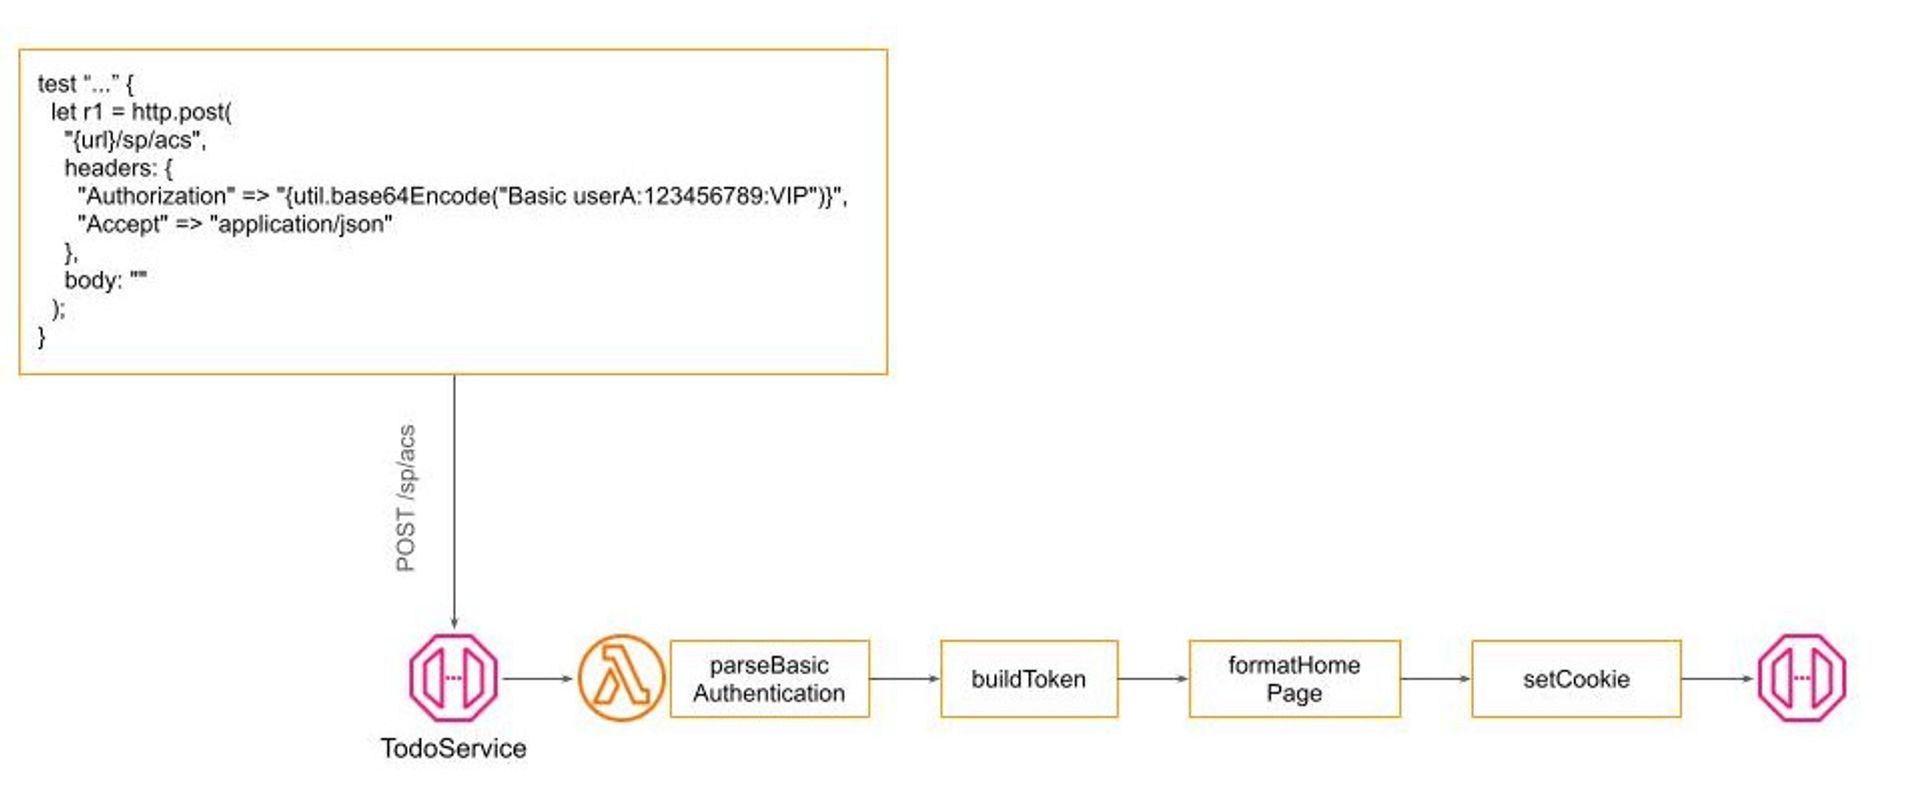 test “...” {
let r1 = http.post(
"{url}/sp/acs",
headers: {
"Authorization" => "{util.base64Encode("Basic userA:123456789:VIP")}",
"Accept" => "application/json"
},
body: ""
);
}
POST /sp/acs
TodoService
parseBasic
Authentication
buildToken
formatHome
Page
setCookie